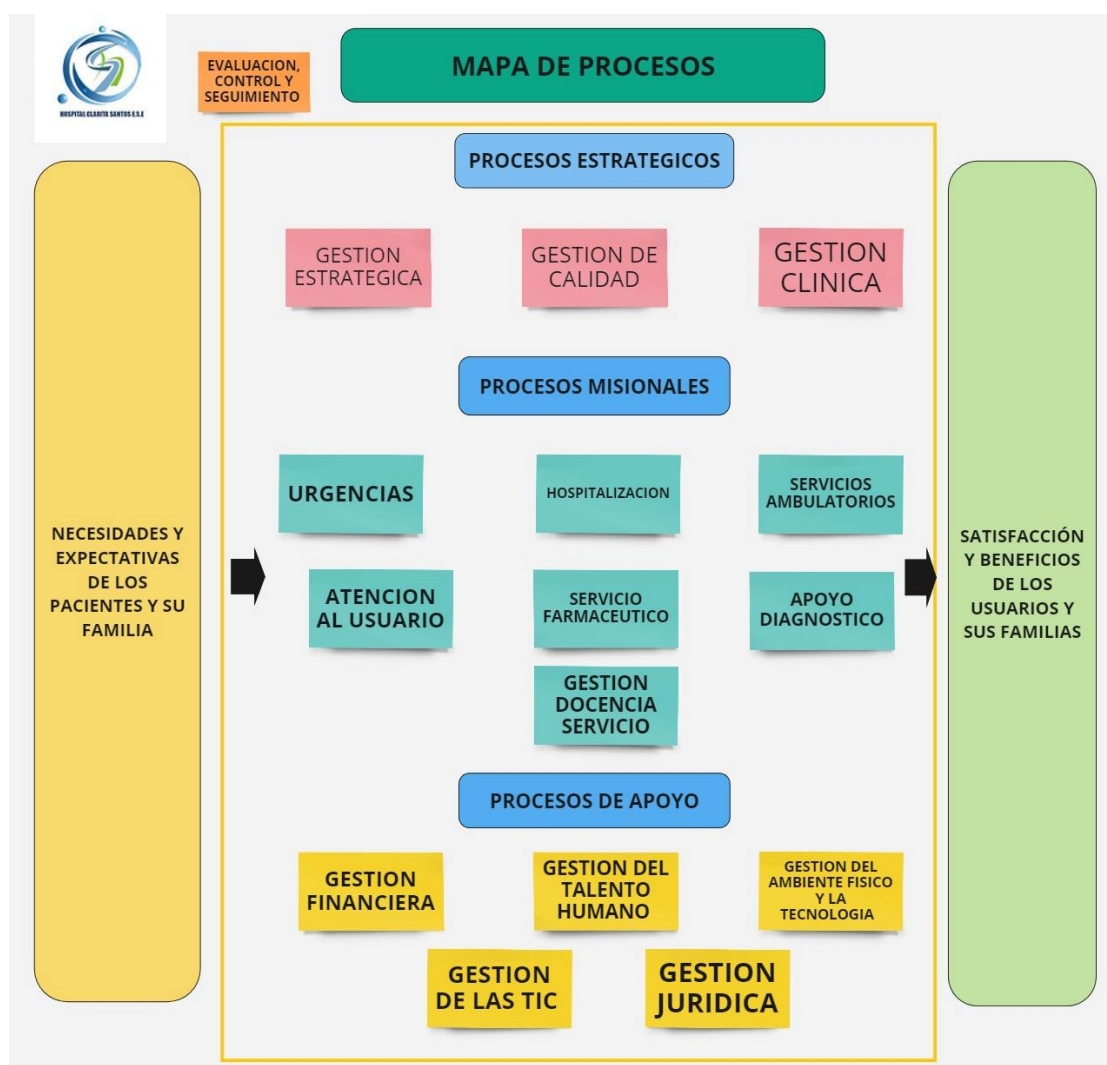 HOSPITAL CLARITA SANTOS E.S.E
EVALUACION,
CONTROL Y
SEGUIMIENTO
MAPA DE PROCESOS
PROCESOS ESTRATEGICOS
GESTION
ESTRATEGICA
GESTION DE
CALIDAD
GESTION
CLINICA
PROCESOS MISIONALES
URGENCIAS
HOSPITALIZACION
SERVICIOS
AMBULATORIOS
NECESIDADES Y
EXPECTATIVAS
DE LOS
PACIENTES Y SU
FAMILIA
ATENCION
AL USUARIO
SERVICIO
FARMACEUTICO
APOYO
DIAGNOSTICO
SATISFACCIÓN
Y BENEFICIOS
DE LOS
USUARIOS Y
SUS FAMILIAS
GESTION
DOCENCIA
SERVICIO
PROCESOS DE APOYO
GESTION
FINANCIERA
GESTION DEL
TALENTO
HUMANO
GESTION DEL
AMBIENTE FISICO
Y LA
TECNOLOGIA
GESTION
DE LAS TIC
GESTION
JURIDICA